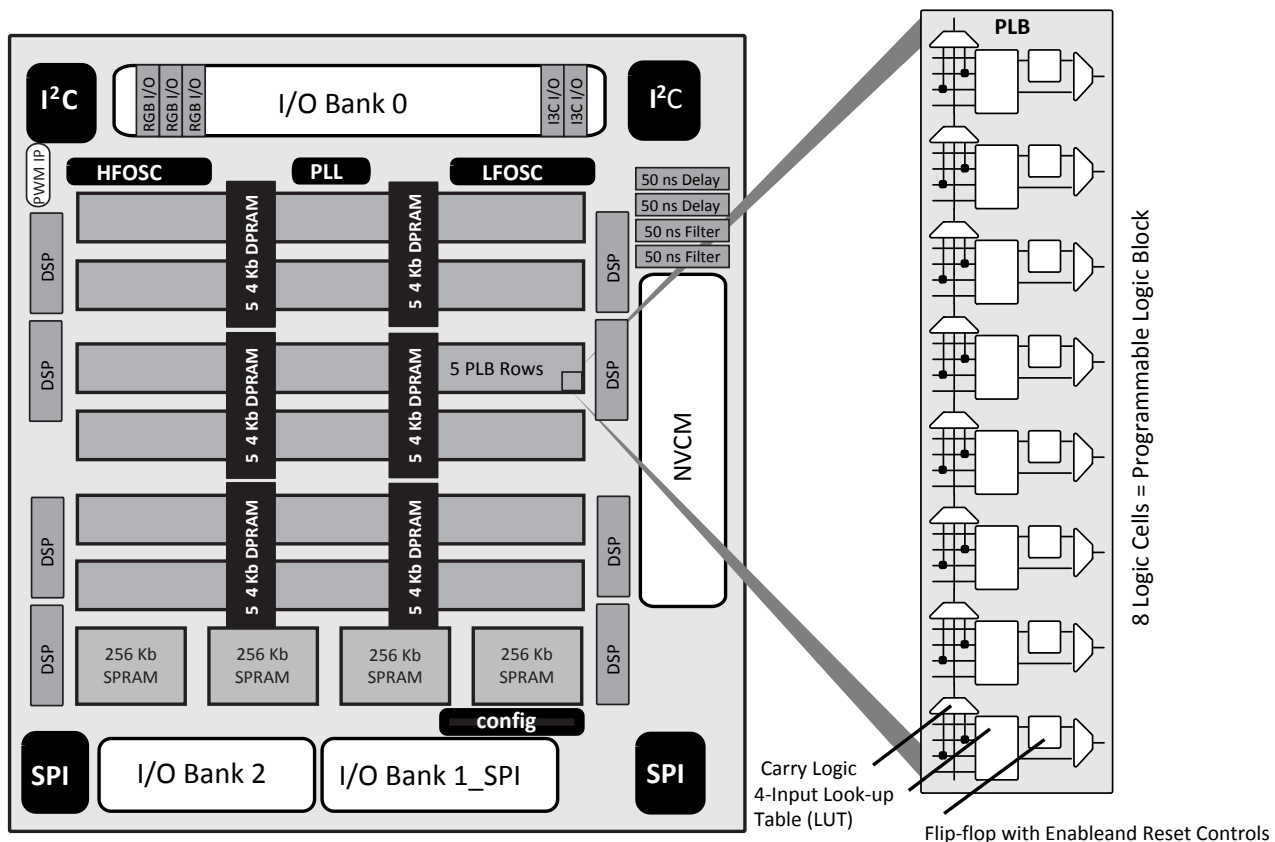 PLB
I²C
RGB I/O
RGB I/O
RGB I/O
I/O Bank 0
I3C I/O
I3C I/O
I²C
PWM IP
HFOSC
PLL
LFOSC
50 ns Delay
50 ns Delay
50 ns Filter
50 ns Filter
DSP
5 4 Kb DPRAM
5 4 Kb DPRAM
DSP
DSP
5 4 Kb DPRAM
5 4 Kb DPRAM
5 PLB Rows
DSP
NVCM
8 Logic Cells = Programmable Logic Block
DSP
5 4 Kb DPRAM
5 4 Kb DPRAM
DSP
DSP
256 Kb
SPRAM
256 Kb
SPRAM
256 Kb
SPRAM
256 Kb
SPRAM
DSP
config
SPI
I/O Bank 2
I/O Bank 1_SPI
SPI
Carry Logic
4-Input Look-up
Table (LUT)
Flip-flop with Enableand Reset Controls